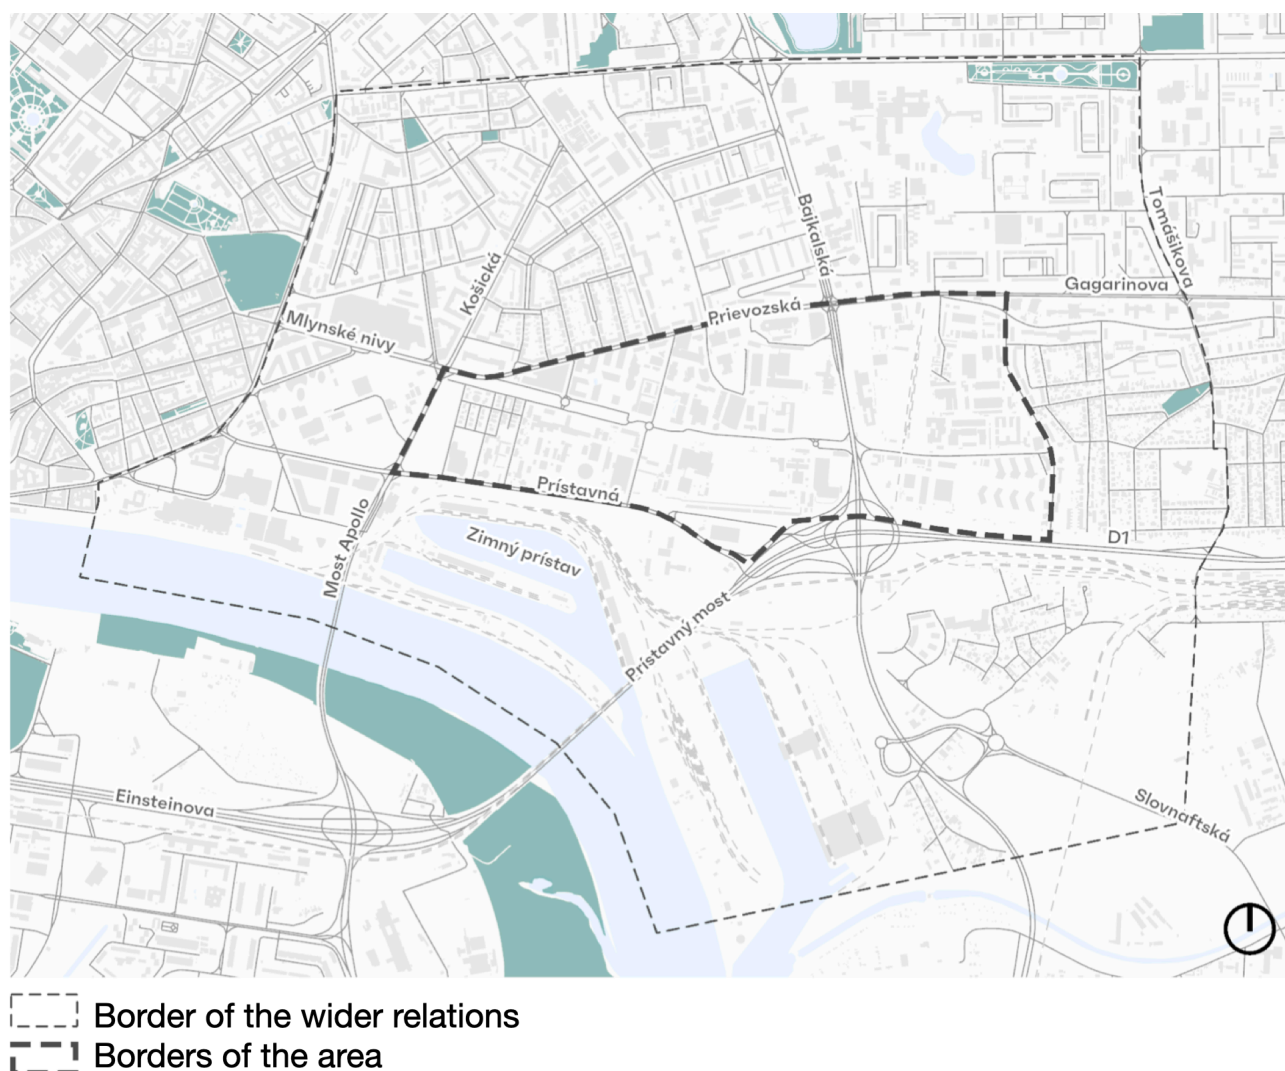 Bajkalská
Tomášikova
Košická
Gagarinova
Prievozská
Mlynské nivy
Prístavná
Most Apollo
Zimný prístav
D1
Prístavný most
Einsteinova
Slovnaftská
Border of the wider relations
Borders of the area